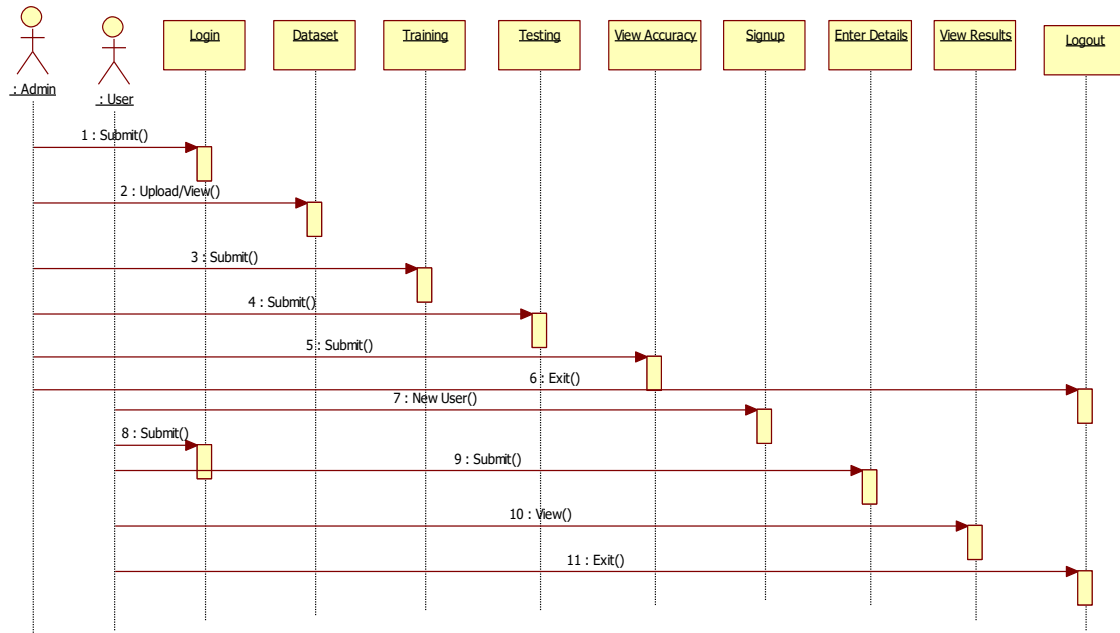 Login
Dataset
Training
Testing
View Accuracy
Signup
Enter Details
View Results
Logout
: Admin
: User
1 : Submit()
2 : Upload/View()
3 : Submit()
4 : Submit()
5 : Submit()
6 : Exit()
7 : New User()
8 : Submit()
9 : Submit()
10 : View()
11 : Exit()